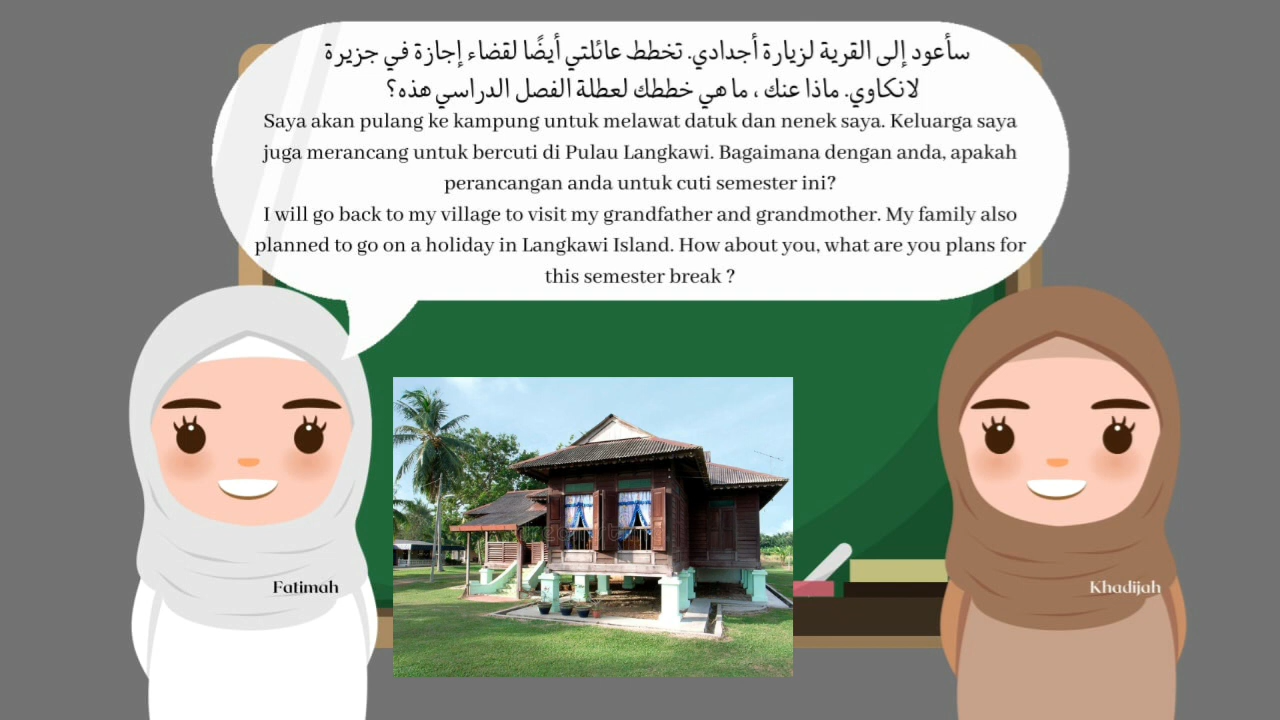 سأعود إلى القرية لزيارة أجدادي. تخطط عائلتي أيضًا لقضاء إجازة في جزيرة
لانكاوي. ماذا عنك ، ما هي خططك لعطلة الفصل الدراسي هذه؟
Saya akan pulang ke kampung untuk melawat datuk dan nenek saya. Keluarga saya
juga merancang untuk bercuti di Pulau Langkawi. Bagaimana dengan anda, apakah
perancangan anda untuk cuti semester ini?
I will go back to my village to visit my grandfather and grandmother. My family also
planned to go on a holiday in Langkawi Island. How about you, what are you plans for
this semester break ?
Fatimah
Khadijah